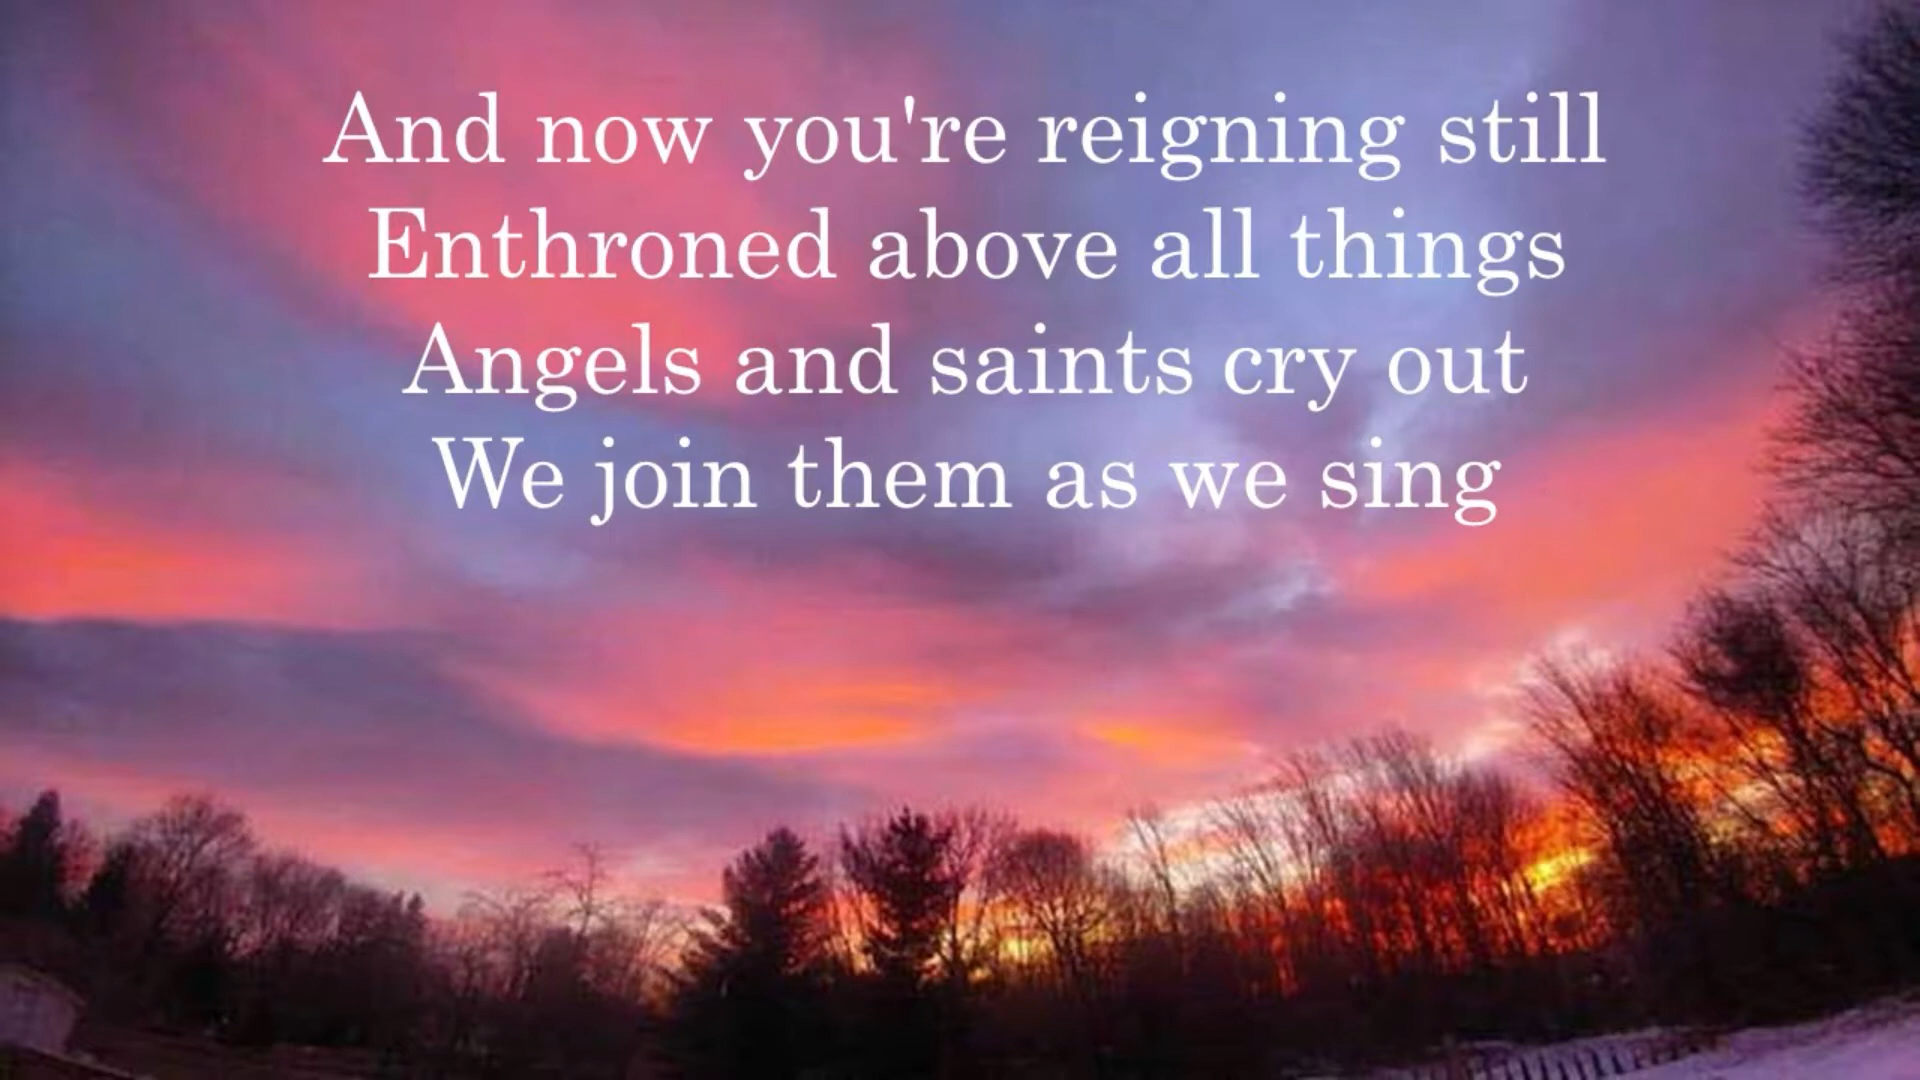 And now you're reigning still
Enthroned above all things
Angels and saints cry out
We join them as we sing